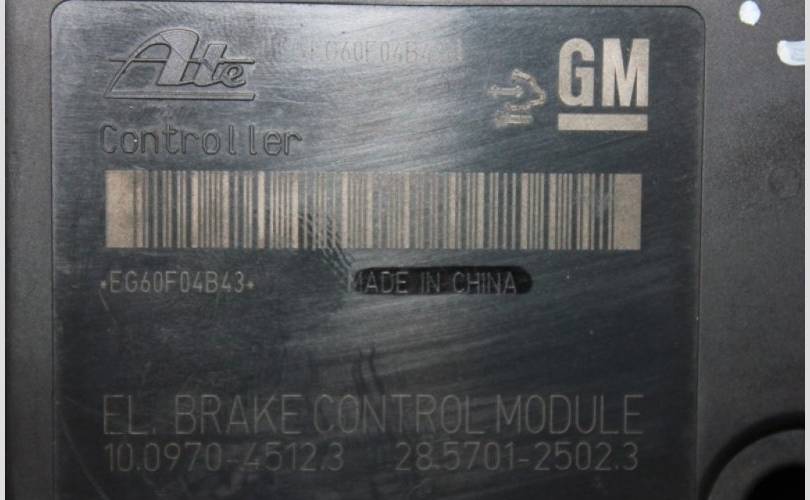 Ate EG60F04B43
GM
Controller
*EG60F04B43*
MADE IN CHINA
EL. BRAKE CONTROL MODULE
10.0970-4512.3 28.5701-2502.3